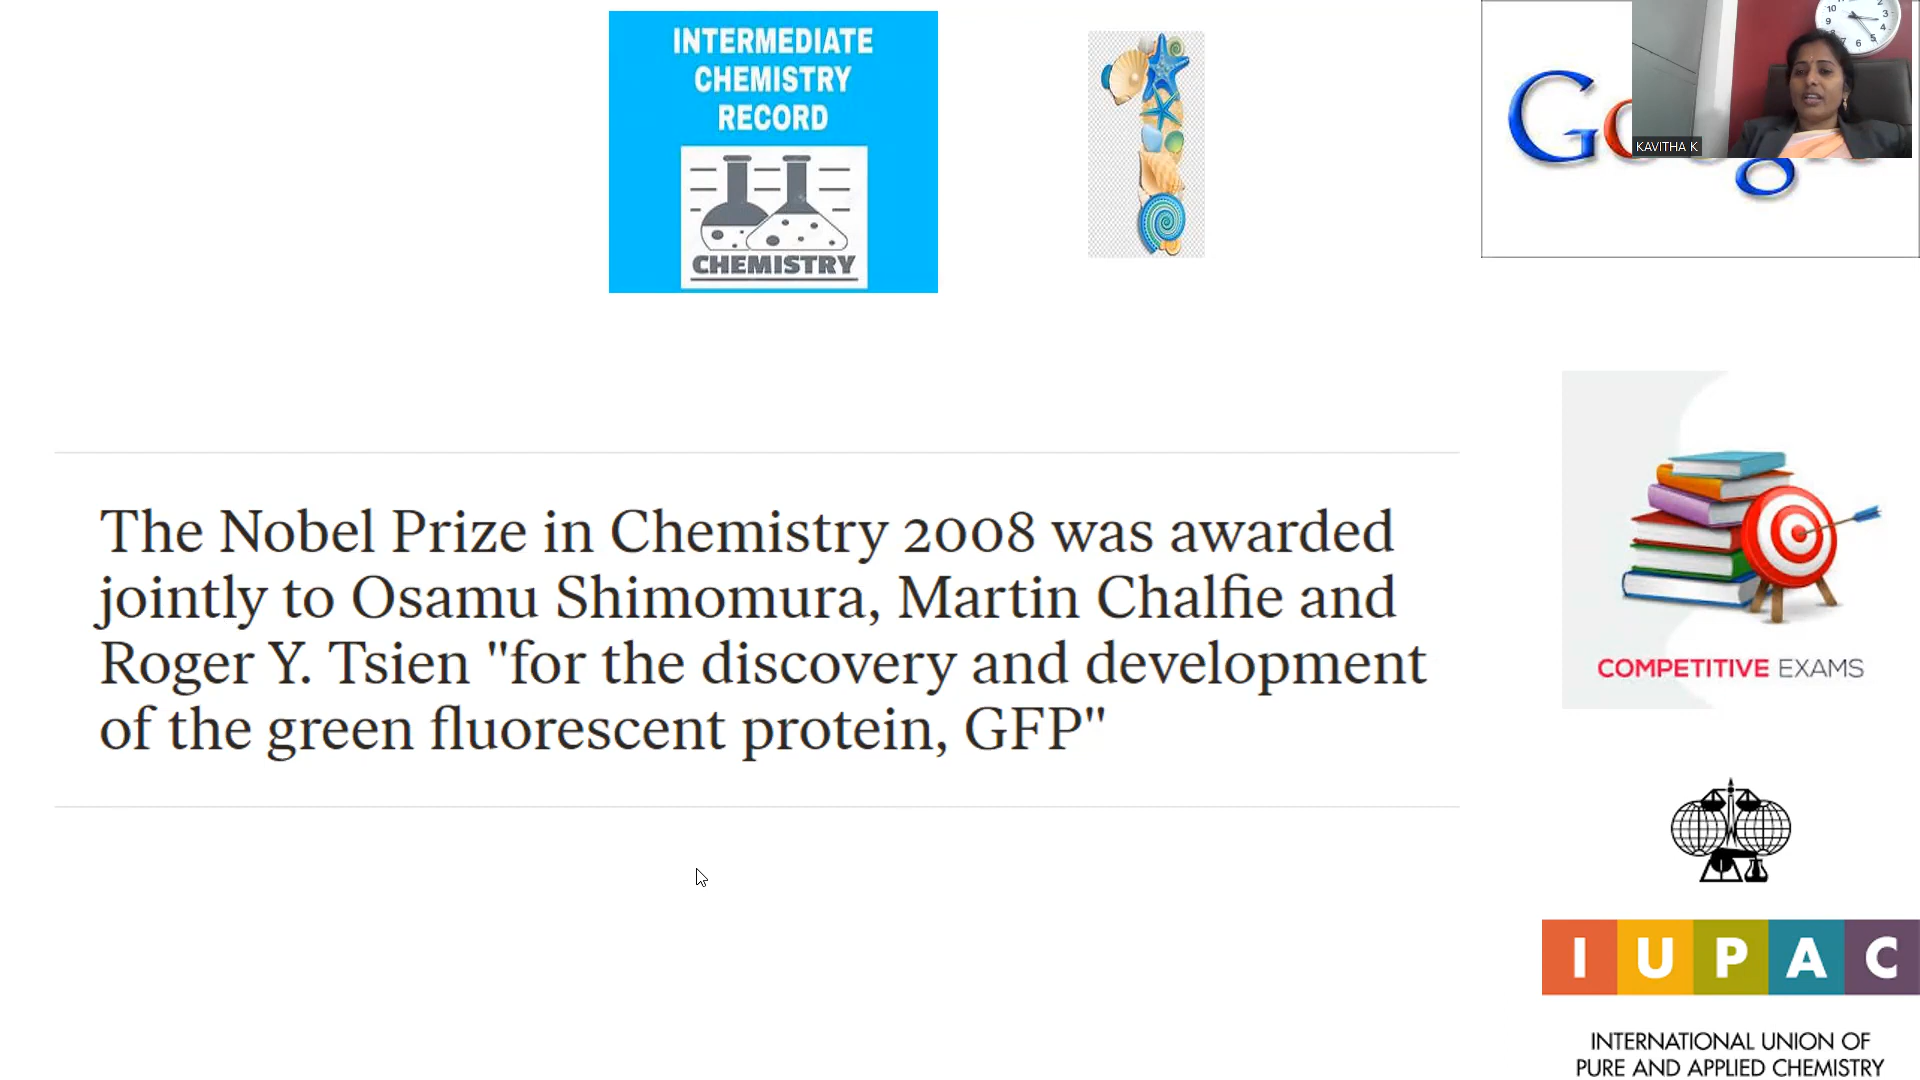 INTERMEDIATE
CHEMISTRY
RECORD
CHEMISTRY
KAVITHA K
The Nobel Prize in Chemistry 2008 was awarded
jointly to Osamu Shimomura, Martin Chalfie and
Roger Y. Tsien "for the discovery and development
of the green fluorescent protein, GFP"
COMPETITIVE EXAMS
I U P A C
INTERNATIONAL UNION OF
PURE AND APPLIED CHEMISTRY